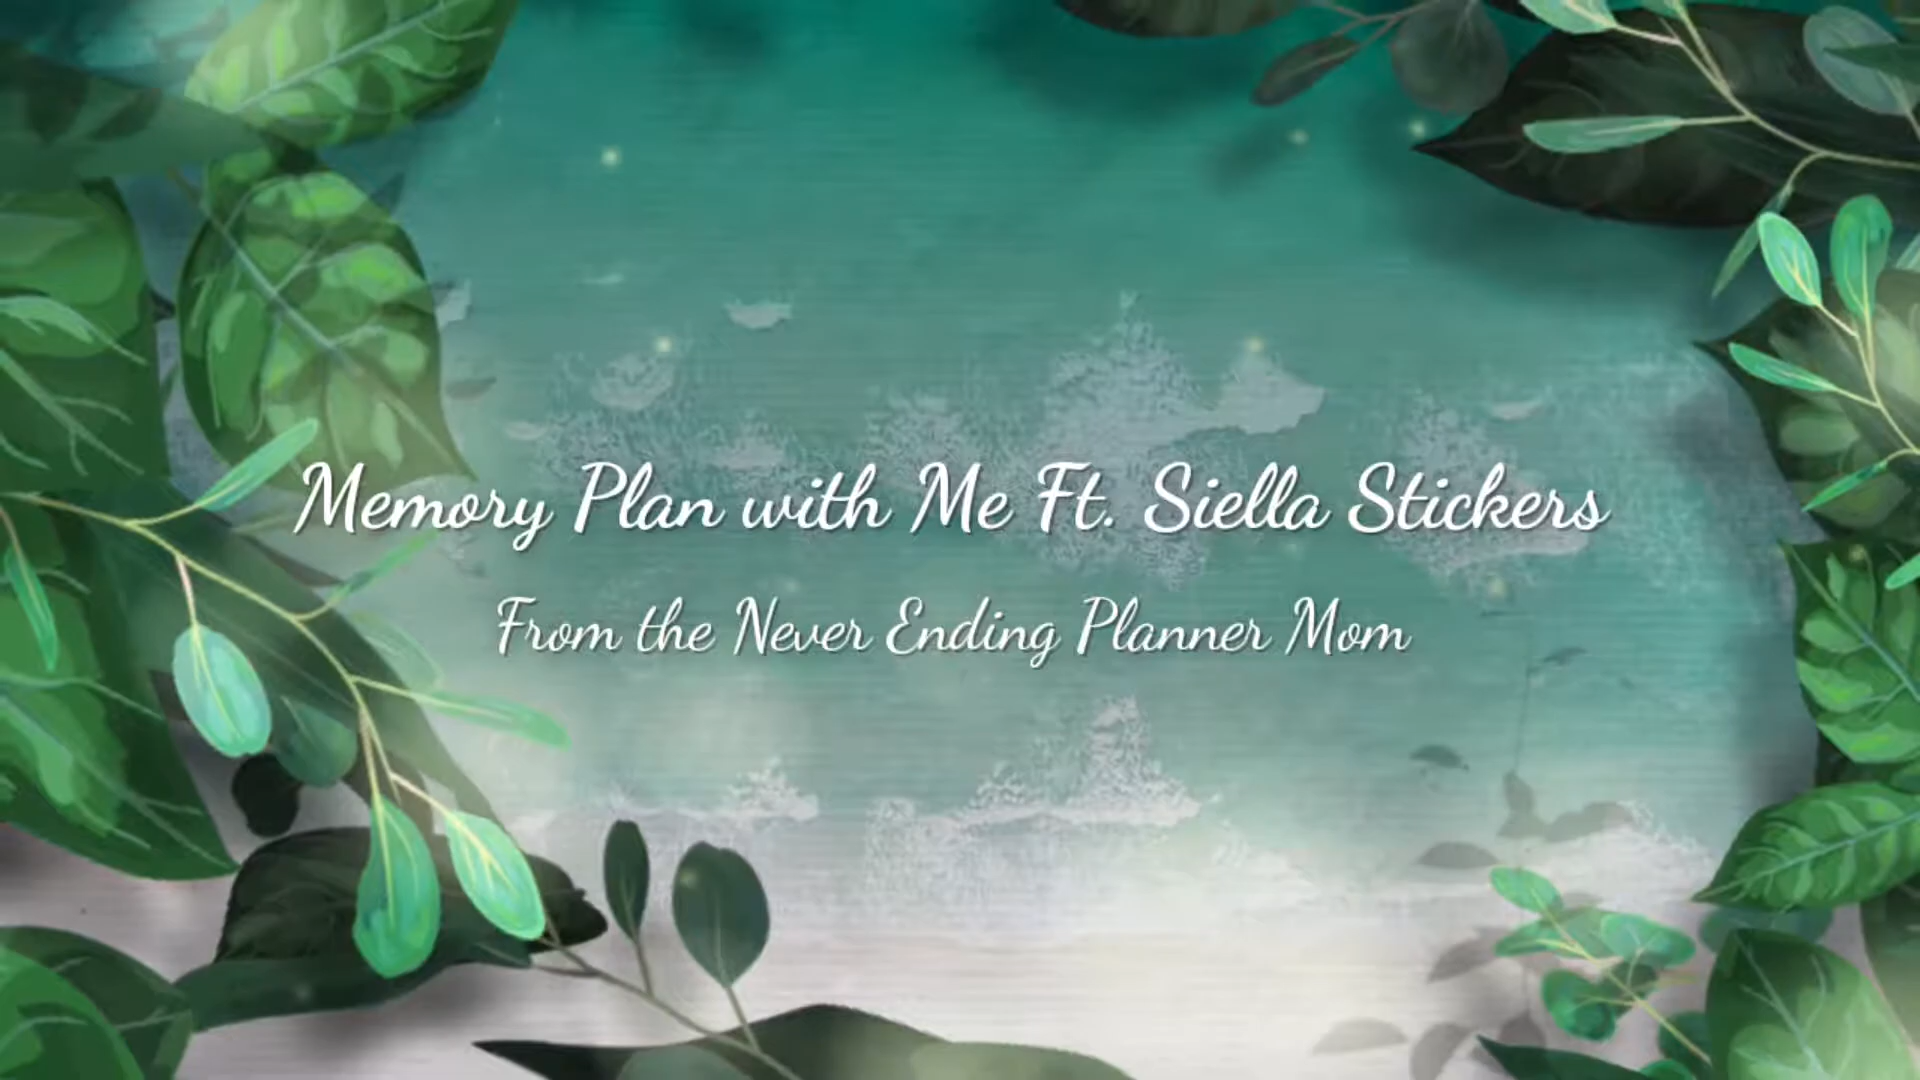 Memory Plan with Me Ft. Siella Stickers
From the Never Ending Planner Mom